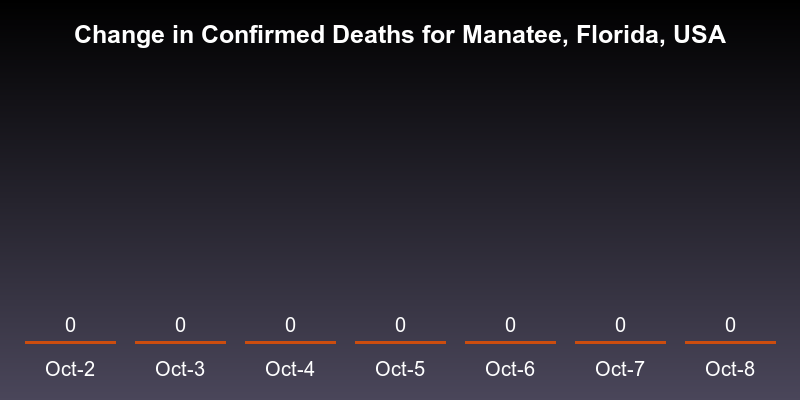 Change in Confirmed Deaths for Manatee, Florida, USA
0 0 0 0 0 0 0
Oct-2 Oct-3 Oct-4 Oct-5 Oct-6 Oct-7 Oct-8